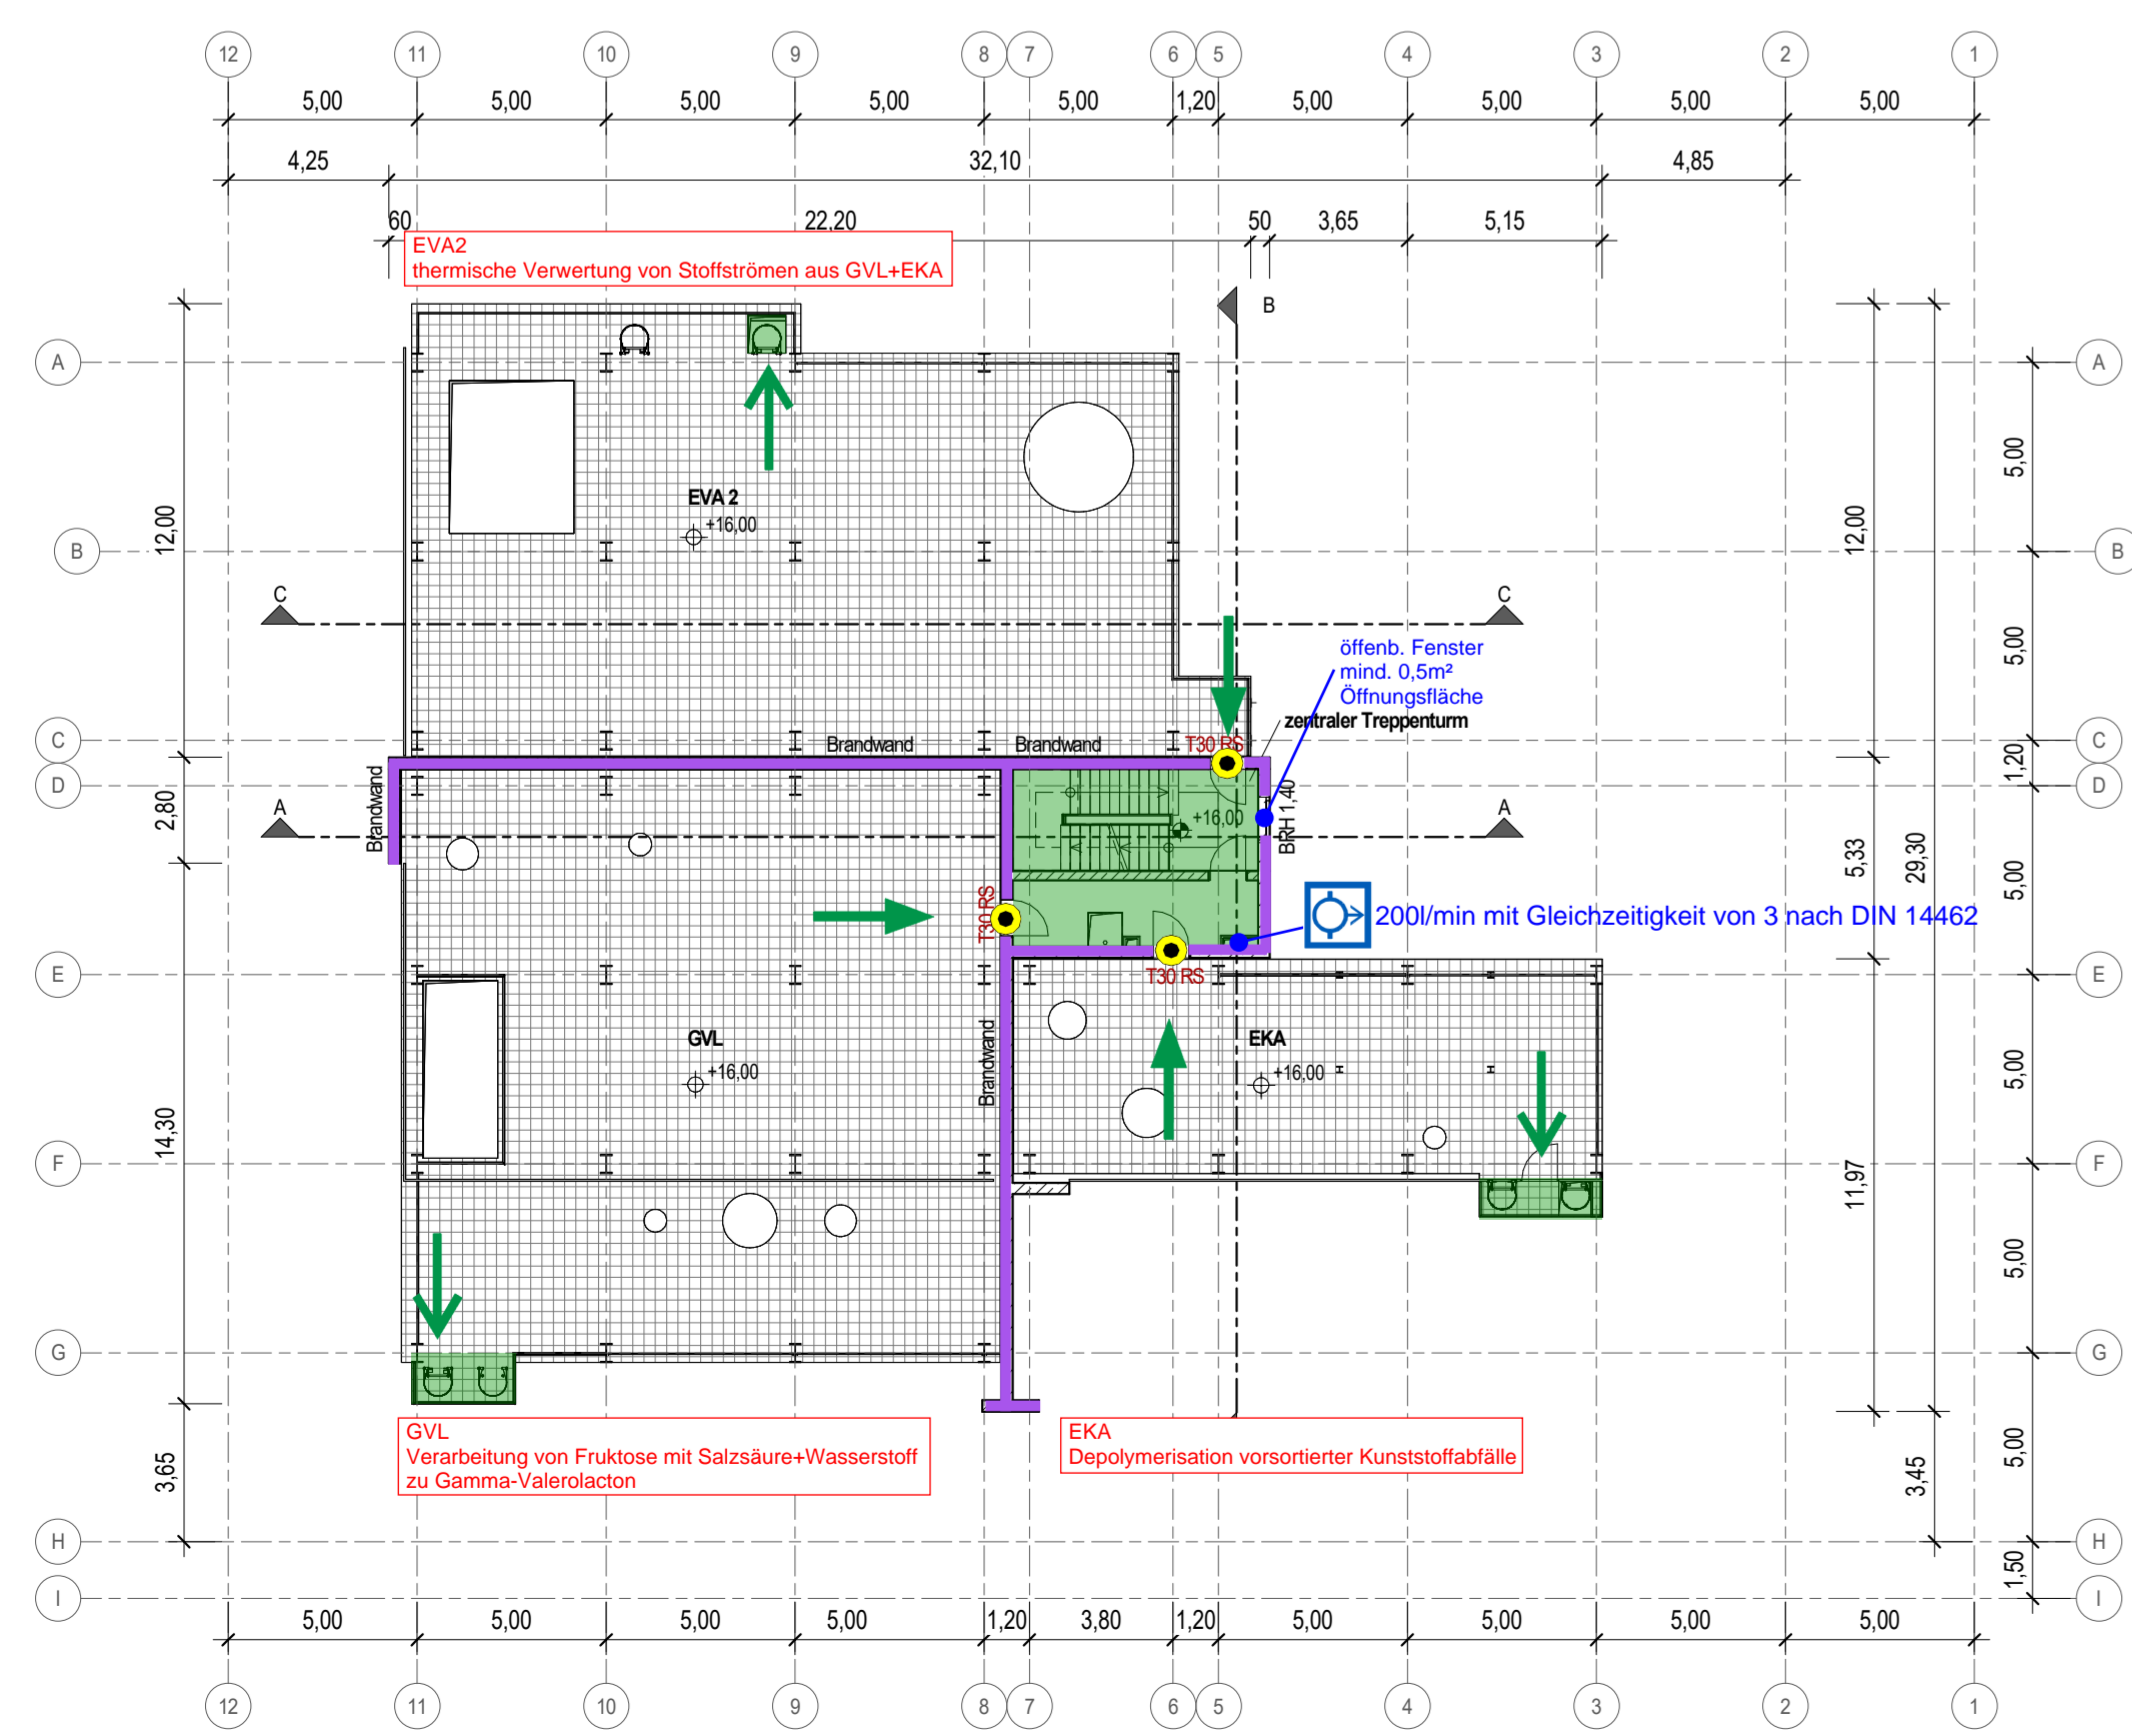 12 11 10 9 8 7 6 5 4 3 2 1
5,00 5,00 5,00 5,00 5,00 1,20 5,00 5,00 5,00 5,00
4,25 32,10 4,85
60 22,20 50 3,65 5,15
EVA2
thermische Verwertung von Stoffströmen aus GVL+EKA
B
A A
5,00
EVA 2
+16,00
12,00 12,00
B B
C C
5,00
öffenb. Fenster
mind. 0,5m²
Öffnungsfläche
zentraler Treppenturm
C C
Brandwand Brandwand T30 RS
1,20
D D
Brandwand
2,80
A A
+16,00
BRH 1,40
5,33 29,30 5,00
T30 RS
200l/min mit Gleichzeitigkeit von 3 nach DIN 14462
E E
T30 RS
GVL
+16,00
Brandwand
EKA
+16,00
5,00
14,30
F F
11,97
5,00
G G
GVL
Verarbeitung von Fruktose mit Salzsäure+Wasserstoff
zu Gamma-Valerolacton
EKA
Depolymerisation vorsortierter Kunststoffabfälle
3,65 3,45 5,00
H H
1,50
I I
5,00 5,00 5,00 5,00 1,20 3,80 1,20 5,00 5,00 5,00 5,00
12 11 10 9 8 7 6 5 4 3 2 1